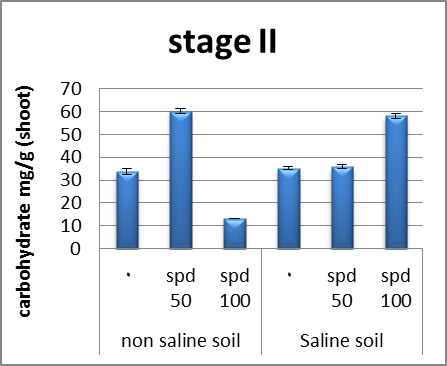 stage II
carbohydrate mg/g (shoot)
70
60
50
40
30
20
10
0
. spd 50 spd 100 . spd 50 spd 100
non saline soil Saline soil